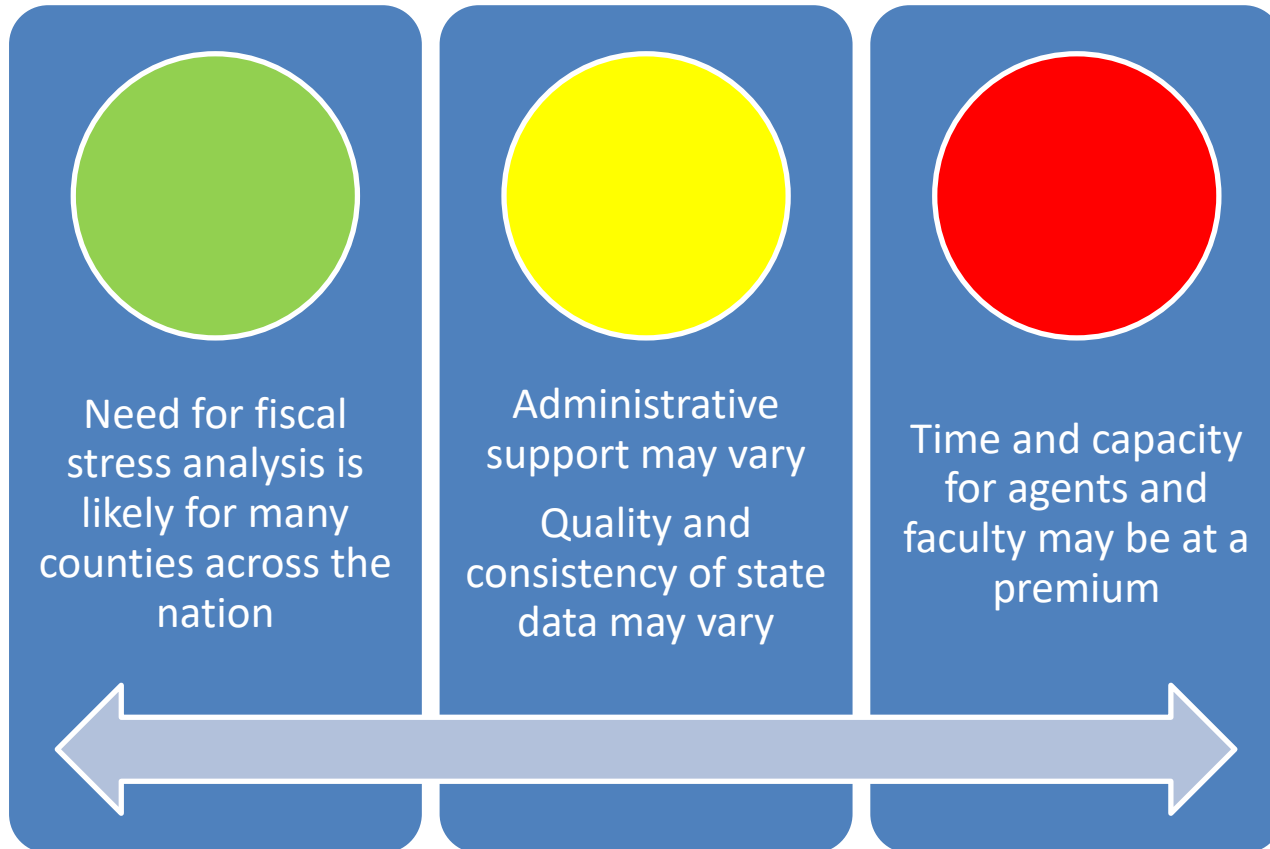 Need for fiscal
stress analysis is
likely for many
counties across the
nation
Administrative
support may vary
Quality and
consistency of state
data may vary
Time and capacity
for agents and
faculty may be at a
premium